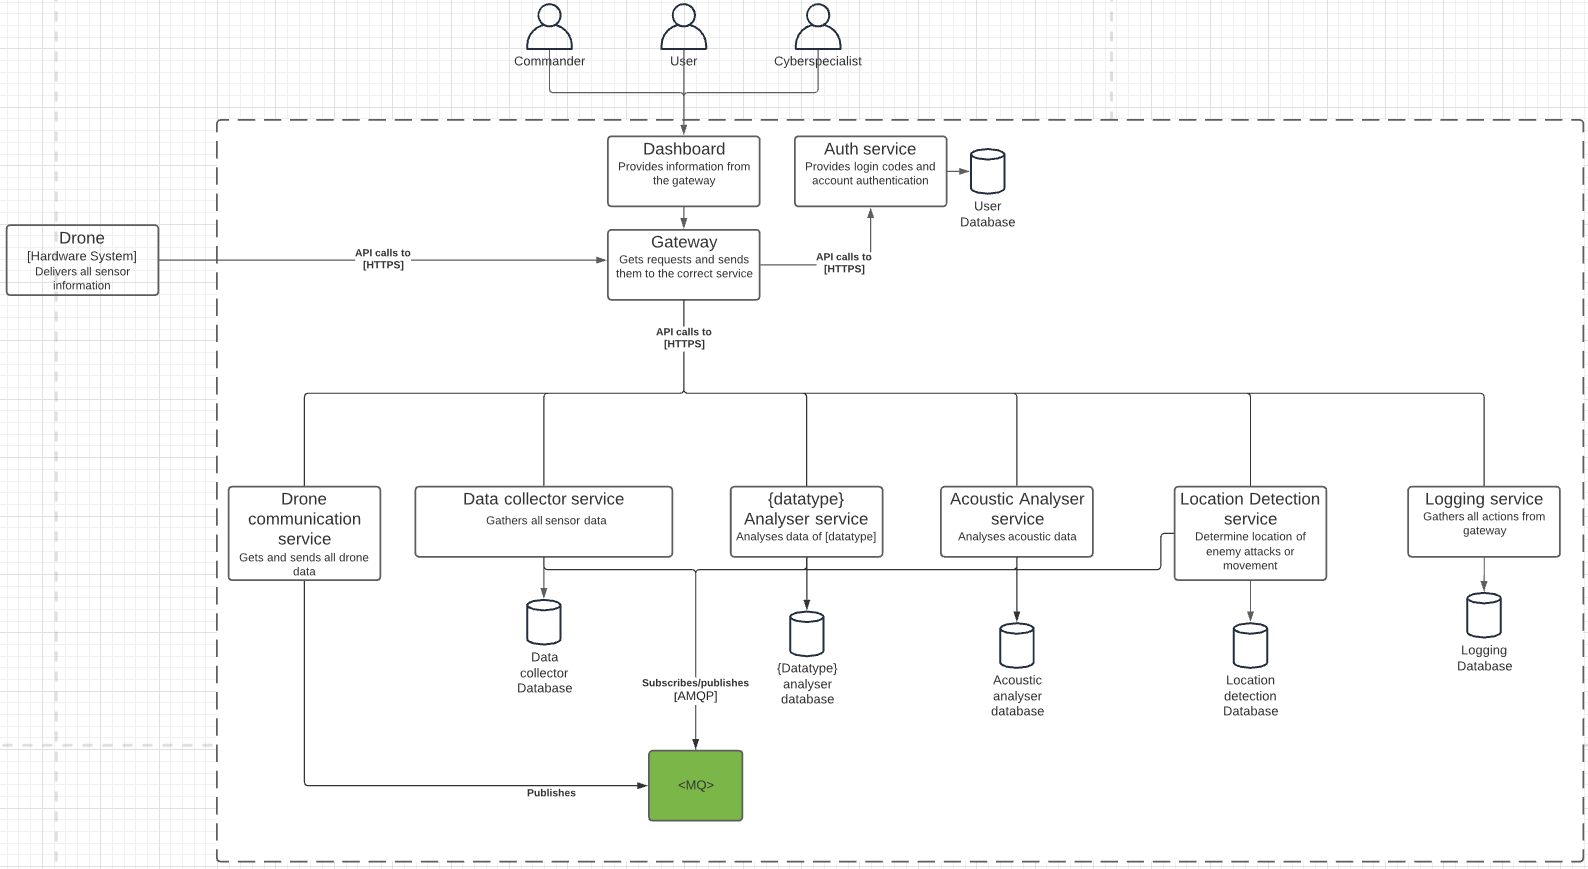 Commander
User
Cyberspecialist
Dashboard
Provides information from
the gateway
Auth service
Provides login codes and
account authentication
User
Database
Drone
[Hardware System]
Delivers all sensor
information
API calls to
[HTTPS]
Gateway
Gets requests and sends
them to the correct service
API calls to
[HTTPS]
API calls to
[HTTPS]
Drone
communication
service
Gets and sends all drone
data
Data collector service
Gathers all sensor data
{datatype}
Analyser service
Analyses data of [datatype]
Acoustic Analyser
service
Analyses acoustic data
Location Detection
service
Determine location of
enemy attacks or
movement
Logging service
Gathers all actions from
gateway
Data
collector
Database
{Datatype}
analyser
database
Acoustic
analyser
database
Location
detection
Database
Logging
Database
Subscribes/publishes
[AMQP]
Publishes
<MQ>